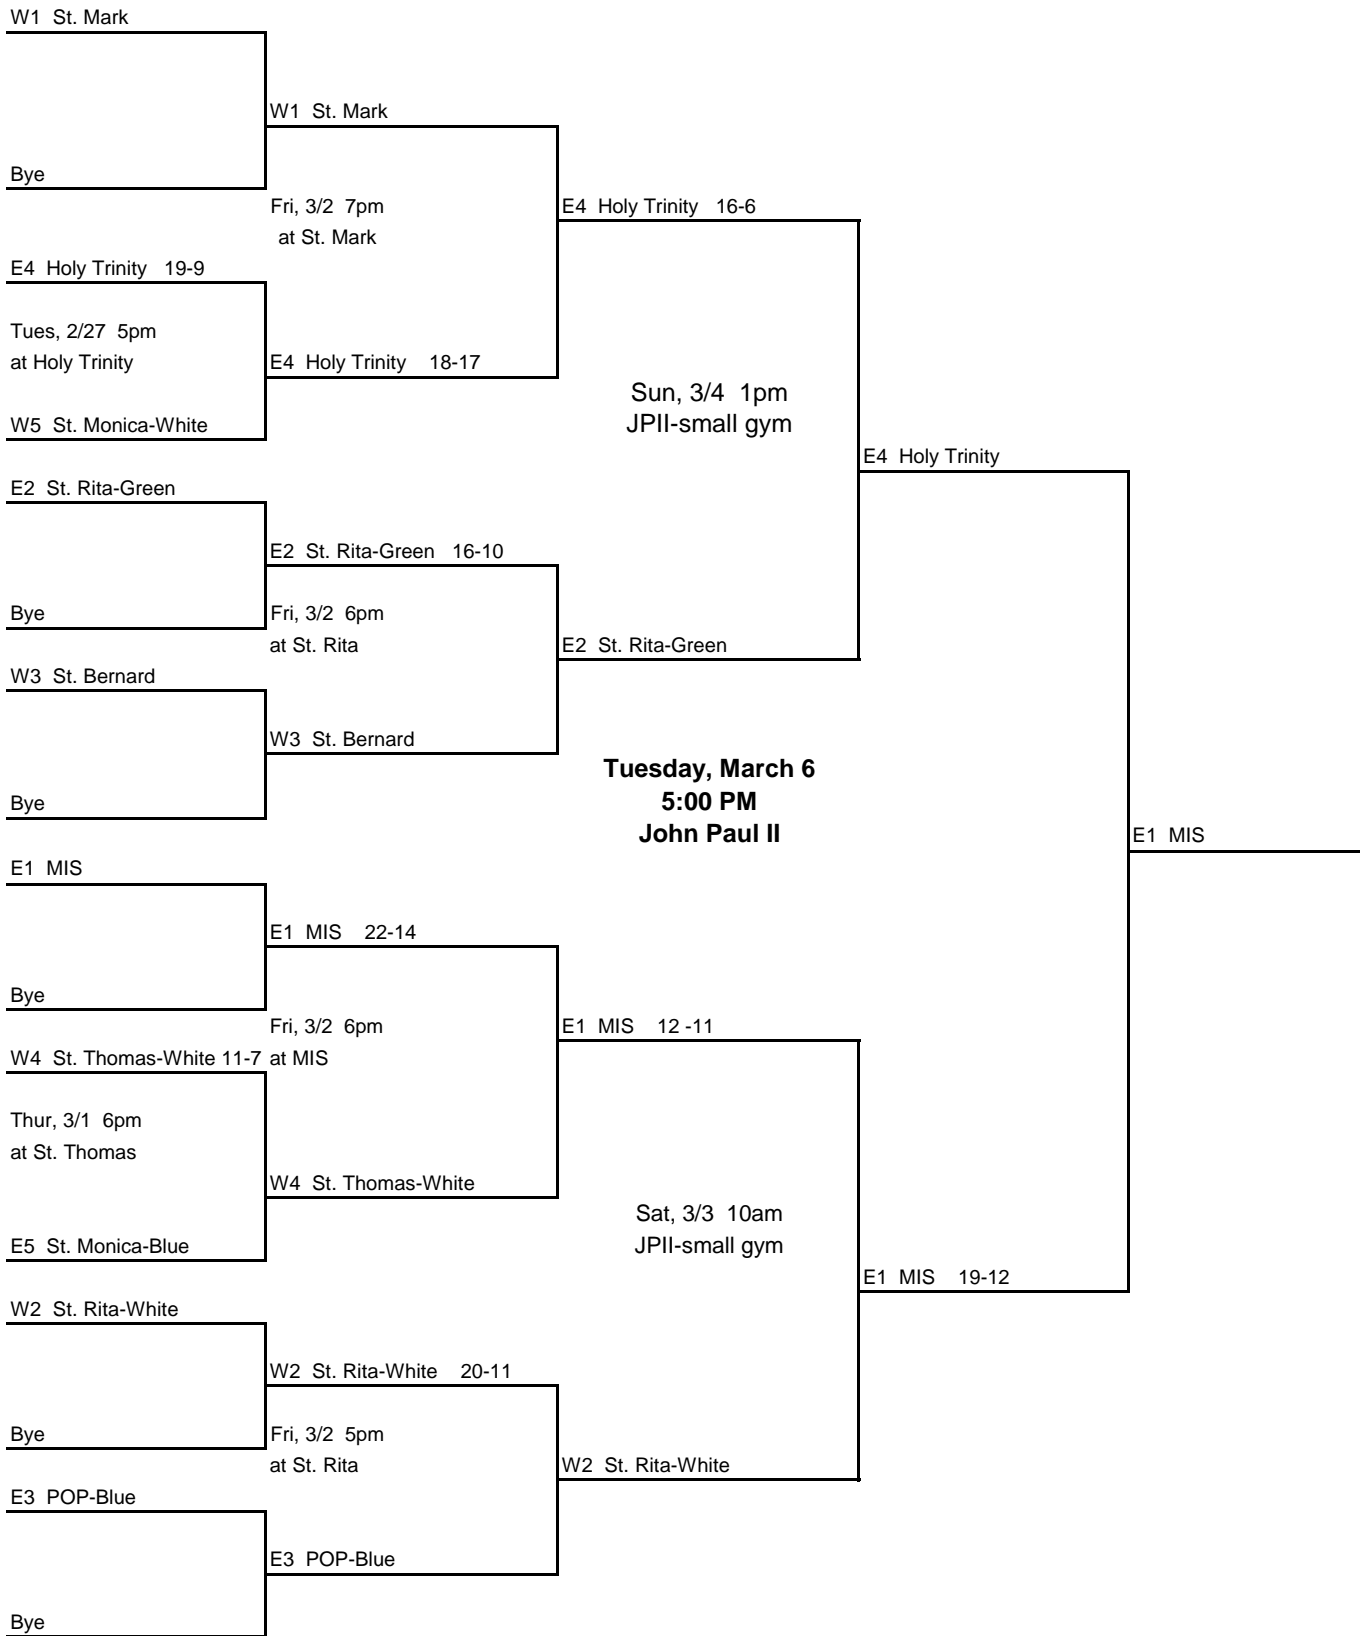 W1 St. Mark
W1 St. Mark
Bye
Fri, 3/2 7pm
at St. Mark
E4 Holy Trinity 16-6
E4 Holy Trinity 19-9
Tues, 2/27 5pm
at Holy Trinity
E4 Holy Trinity 18-17
W5 St. Monica-White
Sun, 3/4 1pm
JPII-small gym
E4 Holy Trinity
E2 St. Rita-Green
E2 St. Rita-Green 16-10
Bye
Fri, 3/2 6pm
at St. Rita
E2 St. Rita-Green
W3 St. Bernard
W3 St. Bernard
Bye
Tuesday, March 6
5:00 PM
John Paul II
E1 MIS
E1 MIS
E1 MIS 22-14
Bye
Fri, 3/2 6pm
at MIS
E1 MIS 12 -11
W4 St. Thomas-White 11-7
Thur, 3/1 6pm
at St. Thomas
W4 St. Thomas-White
E5 St. Monica-Blue
Sat, 3/3 10am
JPII-small gym
E1 MIS 19-12
W2 St. Rita-White
W2 St. Rita-White 20-11
Bye
Fri, 3/2 5pm
at St. Rita
W2 St. Rita-White
E3 POP-Blue
E3 POP-Blue
Bye